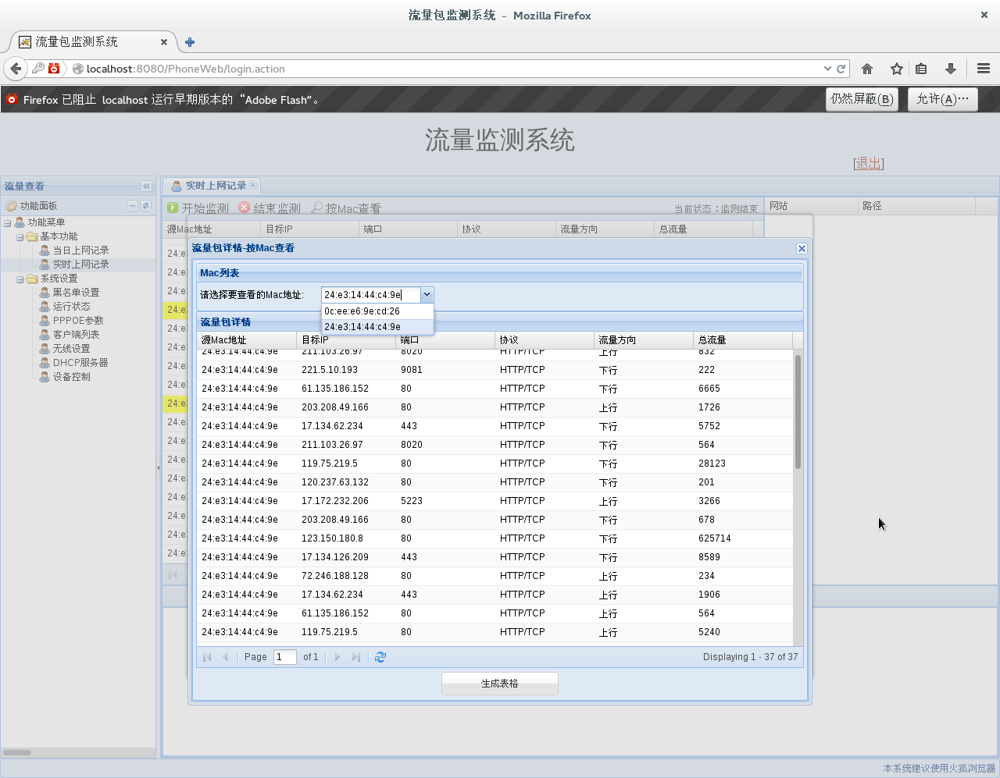 流量包监测系统 - Mozilla Firefox
流量包监测系统
localhost:8080/PhoneWeb/login.action
Firefox 已阻止 localhost 运行早期版本的“Adobe Flash”。
仍然屏蔽(B)
允许(A)…
流量监测系统
[退出]
流量查看
实时上网记录
功能面板
开始监测
结束监测
按Mac查看
当前状态：监测结束
网站
路径
功能菜单
基本功能
当日上网记录
实时上网记录
系统设置
黑名单设置
运行状态
PPPOE参数
客户端列表
无线设置
DHCP服务器
设备控制
源Mac地址
目标IP
端口
协议
流量方向
总流量
24:e3
24:e
24:e
24:e
24:e
24:e
24:e
24:e
24:e3
24:e
24:e
24:e
24:e
24:e
24:e
24:e
24:e
流量包详情-按Mac查看
Mac列表
请选择要查看的Mac地址:
24:e3:14:44:c4:9e
0c:ee:e6:9e:cd:26
24:e3:14:44:c4:9e
流量包详情
源Mac地址 目标IP 端口 协议 流量方向 总流量
24:e3:14:44:c4:9e 211.103.26.97 8020 HTTP/TCP 上行 832
24:e3:14:44:c4:9e 221.5.10.193 9081 HTTP/TCP 下行 222
24:e3:14:44:c4:9e 61.135.186.152 80 HTTP/TCP 下行 6665
24:e3:14:44:c4:9e 203.208.49.166 80 HTTP/TCP 上行 1726
24:e3:14:44:c4:9e 17.134.62.234 443 HTTP/TCP 下行 5752
24:e3:14:44:c4:9e 211.103.26.97 8020 HTTP/TCP 下行 564
24:e3:14:44:c4:9e 119.75.219.5 80 HTTP/TCP 下行 28123
24:e3:14:44:c4:9e 120.237.63.132 80 HTTP/TCP 下行 201
24:e3:14:44:c4:9e 17.172.232.206 5223 HTTP/TCP 上行 3266
24:e3:14:44:c4:9e 203.208.49.166 80 HTTP/TCP 下行 678
24:e3:14:44:c4:9e 123.150.180.8 80 HTTP/TCP 下行 625714
24:e3:14:44:c4:9e 17.134.126.209 443 HTTP/TCP 下行 8589
24:e3:14:44:c4:9e 72.246.188.128 80 HTTP/TCP 上行 234
24:e3:14:44:c4:9e 17.134.62.234 443 HTTP/TCP 上行 1906
24:e3:14:44:c4:9e 61.135.186.152 80 HTTP/TCP 上行 564
24:e3:14:44:c4:9e 119.75.219.5 80 HTTP/TCP 上行 5240
Page 1 of 1
Displaying 1 - 37 of 37
生成表格
本系统建议使用火狐浏览器